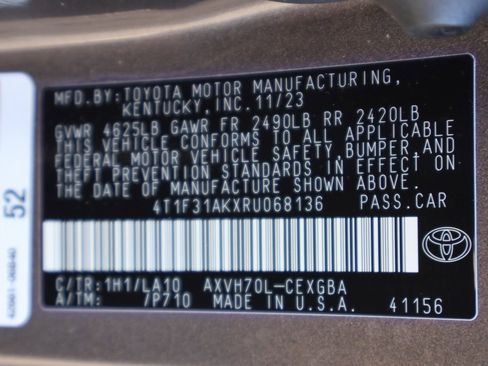 MFD.BY:TOYOTA MOTOR MANUFACTURING,
KENTUCKY,INC.11/23
GVWR 4625LB GAWR FR 2490LB RR 2420LB
THIS VEHICLE CONFORMS TO ALL APPLICABLE
FEDERAL MOTOR VEHICLE SAFETY,BUMPER,AND
THEFT PREVENTION STANDARDS IN EFFECT ON
THE DATE OF MANUFACTURE SHOWN ABOVE.
4T1F31AKXRU068136 PASS.CAR
C/TR:1H1/LA10 AXVH70L-CEXGBA
A/TM: /P710 MADE IN U.S.A. 41156
52